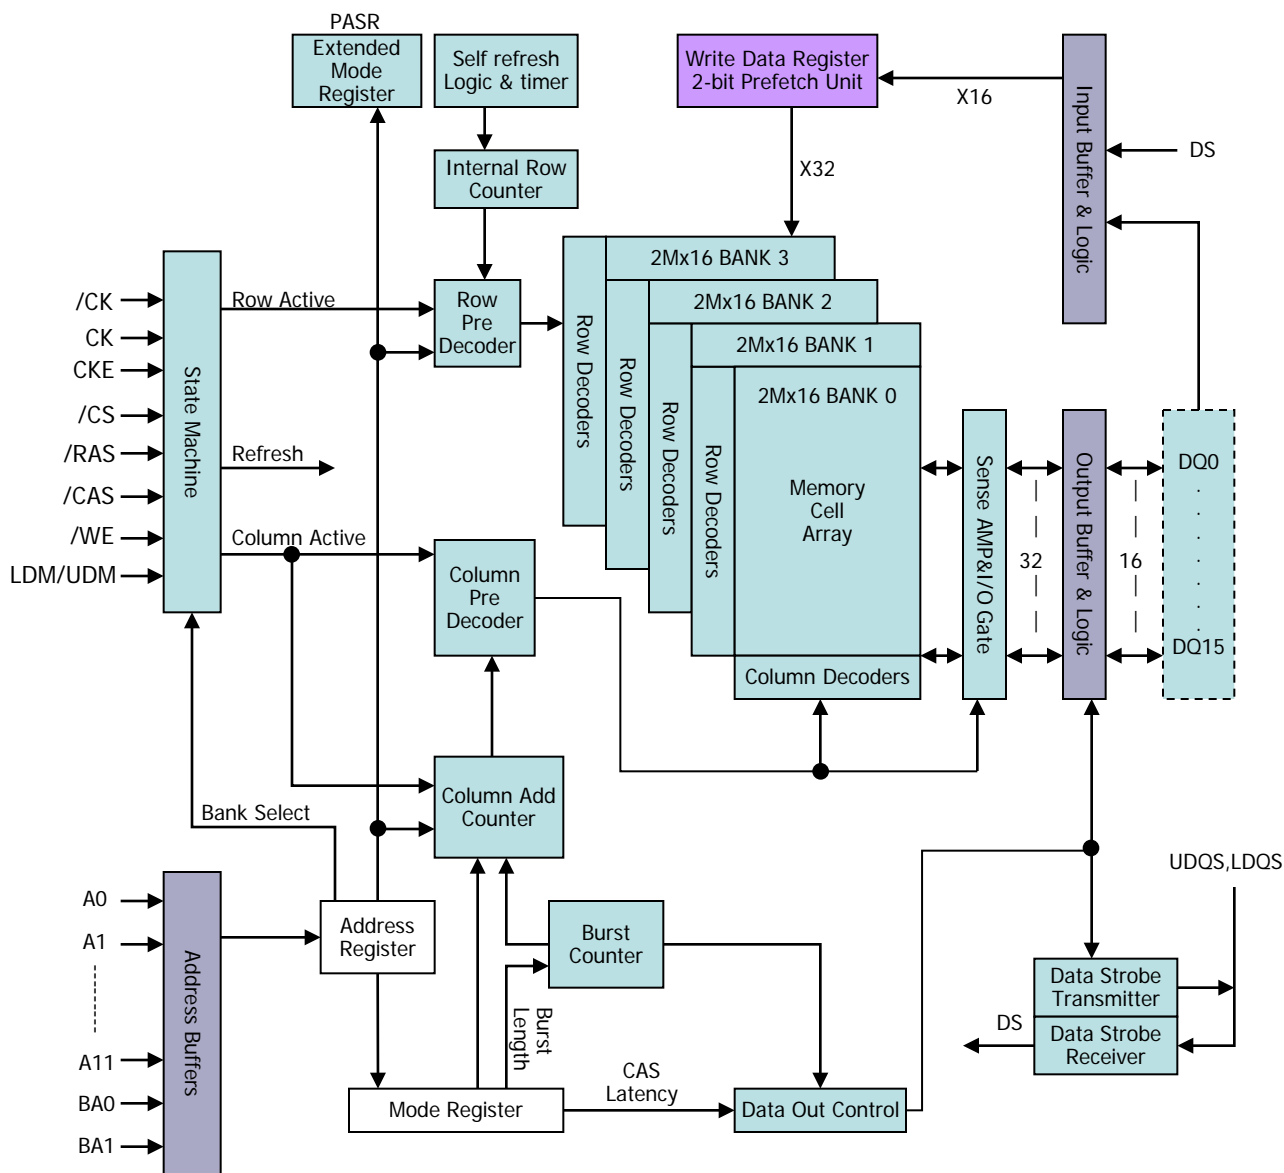 PASR
Extended
Mode
Register
Self refresh
Logic & timer
Write Data Register
2-bit Prefetch Unit
X16
Input Buffer & Logic
DS
Internal Row
Counter
X32
2Mx16 BANK 3
2Mx16 BANK 2
2Mx16 BANK 1
2Mx16 BANK 0
Row Decoders
Row Decoders
Row Decoders
Row Decoders
Memory
Cell
Array
Column Decoders
/CK
CK
CKE
/CS
/RAS
/CAS
/WE
LDM/UDM
State Machine
Row Active
Refresh
Column Active
Row
Pre
Decoder
Column
Pre
Decoder
Sense AMP&I/O Gate
32
Output Buffer & Logic
16
DQ0
DQ15
Column Add
Counter
Bank Select
A0
A1
A11
BA0
BA1
Address Buffers
Address
Register
Burst
Counter
Burst
Length
Mode Register
CAS
Latency
Data Out Control
UDQS,LDQS
Data Strobe
Transmitter
Data Strobe
Receiver
DS